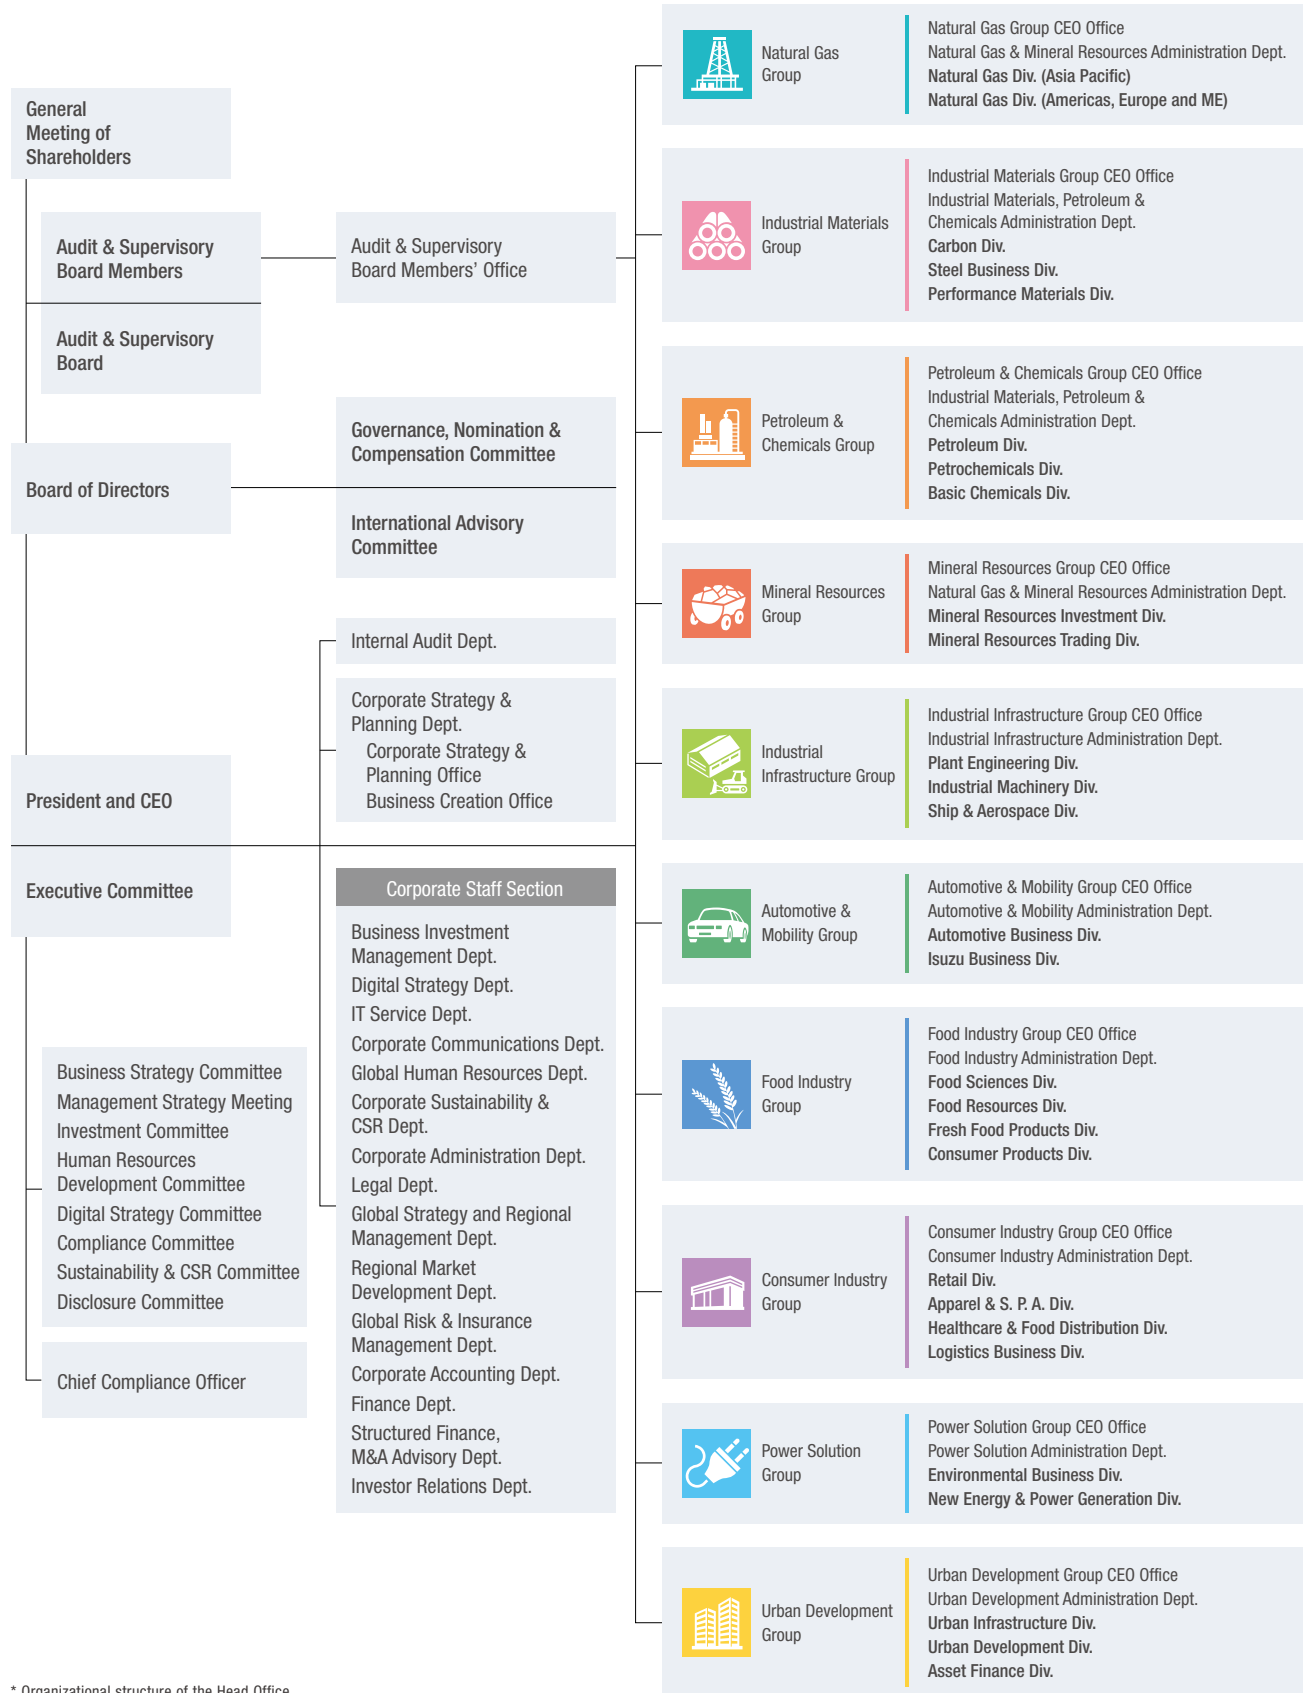 General
Meeting of
Shareholders
Audit & Supervisory
Board Members
Audit & Supervisory
Board
Audit & Supervisory
Board Members’ Office
Board of Directors
Governance, Nomination &
Compensation Committee
International Advisory
Committee
President and CEO
Executive Committee
Internal Audit Dept.
Corporate Strategy &
Planning Dept.
Corporate Strategy &
Planning Office
Business Creation Office
Corporate Staff Section
Business Investment
Management Dept.
Digital Strategy Dept.
IT Service Dept.
Corporate Communications Dept.
Global Human Resources Dept.
Corporate Sustainability &
CSR Dept.
Corporate Administration Dept.
Legal Dept.
Global Strategy and Regional
Management Dept.
Regional Market
Development Dept.
Global Risk & Insurance
Management Dept.
Corporate Accounting Dept.
Finance Dept.
Structured Finance,
M&A Advisory Dept.
Investor Relations Dept.
Business Strategy Committee
Management Strategy Meeting
Investment Committee
Human Resources
Development Committee
Digital Strategy Committee
Compliance Committee
Sustainability & CSR Committee
Disclosure Committee
Chief Compliance Officer
Natural Gas
Group
Natural Gas Group CEO Office
Natural Gas & Mineral Resources Administration Dept.
Natural Gas Div. (Asia Pacific)
Natural Gas Div. (Americas, Europe and ME)
Industrial Materials
Group
Industrial Materials Group CEO Office
Industrial Materials, Petroleum &
Chemicals Administration Dept.
Carbon Div.
Steel Business Div.
Performance Materials Div.
Petroleum &
Chemicals Group
Petroleum & Chemicals Group CEO Office
Industrial Materials, Petroleum &
Chemicals Administration Dept.
Petroleum Div.
Petrochemicals Div.
Basic Chemicals Div.
Mineral Resources
Group
Mineral Resources Group CEO Office
Natural Gas & Mineral Resources Administration Dept.
Mineral Resources Investment Div.
Mineral Resources Trading Div.
Industrial
Infrastructure Group
Industrial Infrastructure Group CEO Office
Industrial Infrastructure Administration Dept.
Plant Engineering Div.
Industrial Machinery Div.
Ship & Aerospace Div.
Automotive &
Mobility Group
Automotive & Mobility Group CEO Office
Automotive & Mobility Administration Dept.
Automotive Business Div.
Isuzu Business Div.
Food Industry
Group
Food Industry Group CEO Office
Food Industry Administration Dept.
Food Sciences Div.
Food Resources Div.
Fresh Food Products Div.
Consumer Products Div.
Consumer Industry
Group
Consumer Industry Group CEO Office
Consumer Industry Administration Dept.
Retail Div.
Apparel & S. P. A. Div.
Healthcare & Food Distribution Div.
Logistics Business Div.
Power Solution
Group
Power Solution Group CEO Office
Power Solution Administration Dept.
Environmental Business Div.
New Energy & Power Generation Div.
Urban Development
Group
Urban Development Group CEO Office
Urban Development Administration Dept.
Urban Infrastructure Div.
Urban Development Div.
Asset Finance Div.
* Organizational structure of the Head Office